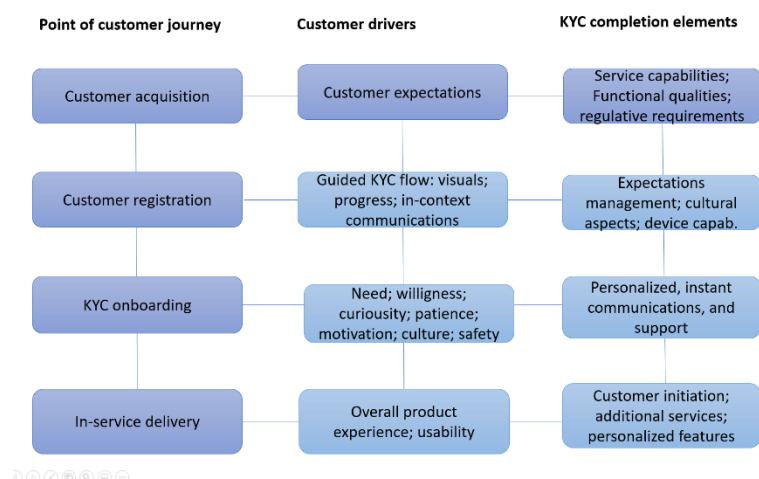 Point of customer journey
Customer drivers
KYC completion elements
Customer acquisition
Customer expectations
Service capabilities;
Functional qualities;
regulative requirements
Customer registration
Guided KYC flow: visuals;
progress; in-context
communications
Expectations
management; cultural
aspects; device capab.
KYC onboarding
Need; willigness;
curiousity; patience;
motivation; culture; safety
Personalized, instant
communications, and
support
In-service delivery
Overall product
experience; usability
Customer initiation;
additional services;
personalized features